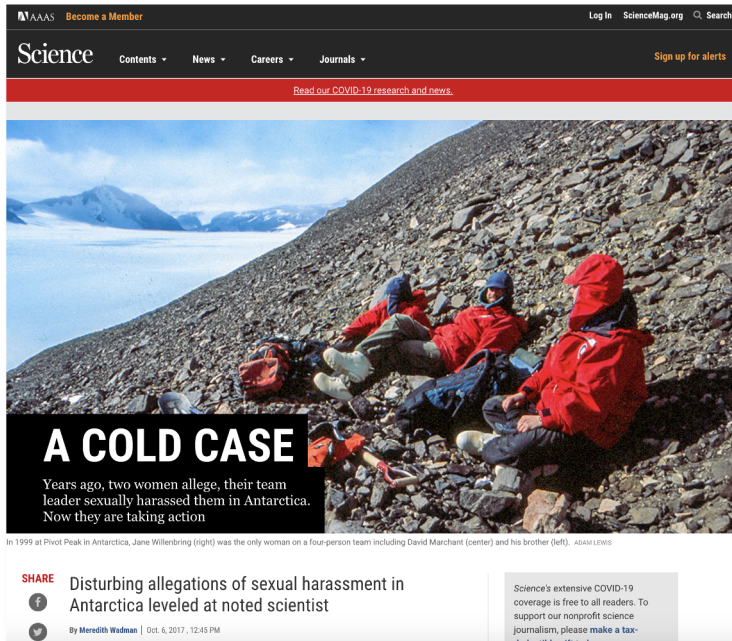 AAAS Become a Member
Log In ScienceMag.org Search
Science Contents News Careers Journals
Sign up for alerts
Read our COVID-19 research and news.
A COLD CASE
Years ago, two women allege, their team
leader sexually harassed them in Antarctica.
Now they are taking action
In 1999 at Pivot Peak in Antarctica, Jane Willenbring (right) was the only woman on a four-person team including David Marchant (center) and his brother (left). ADAM LEWIS
SHARE
Disturbing allegations of sexual harassment in
Antarctica leveled at noted scientist
By Meredith Wadman | Oct. 6, 2017 , 12:45 PM
Science's extensive COVID-19
coverage is free to all readers. To
support our nonprofit science
journalism, please make a tax-